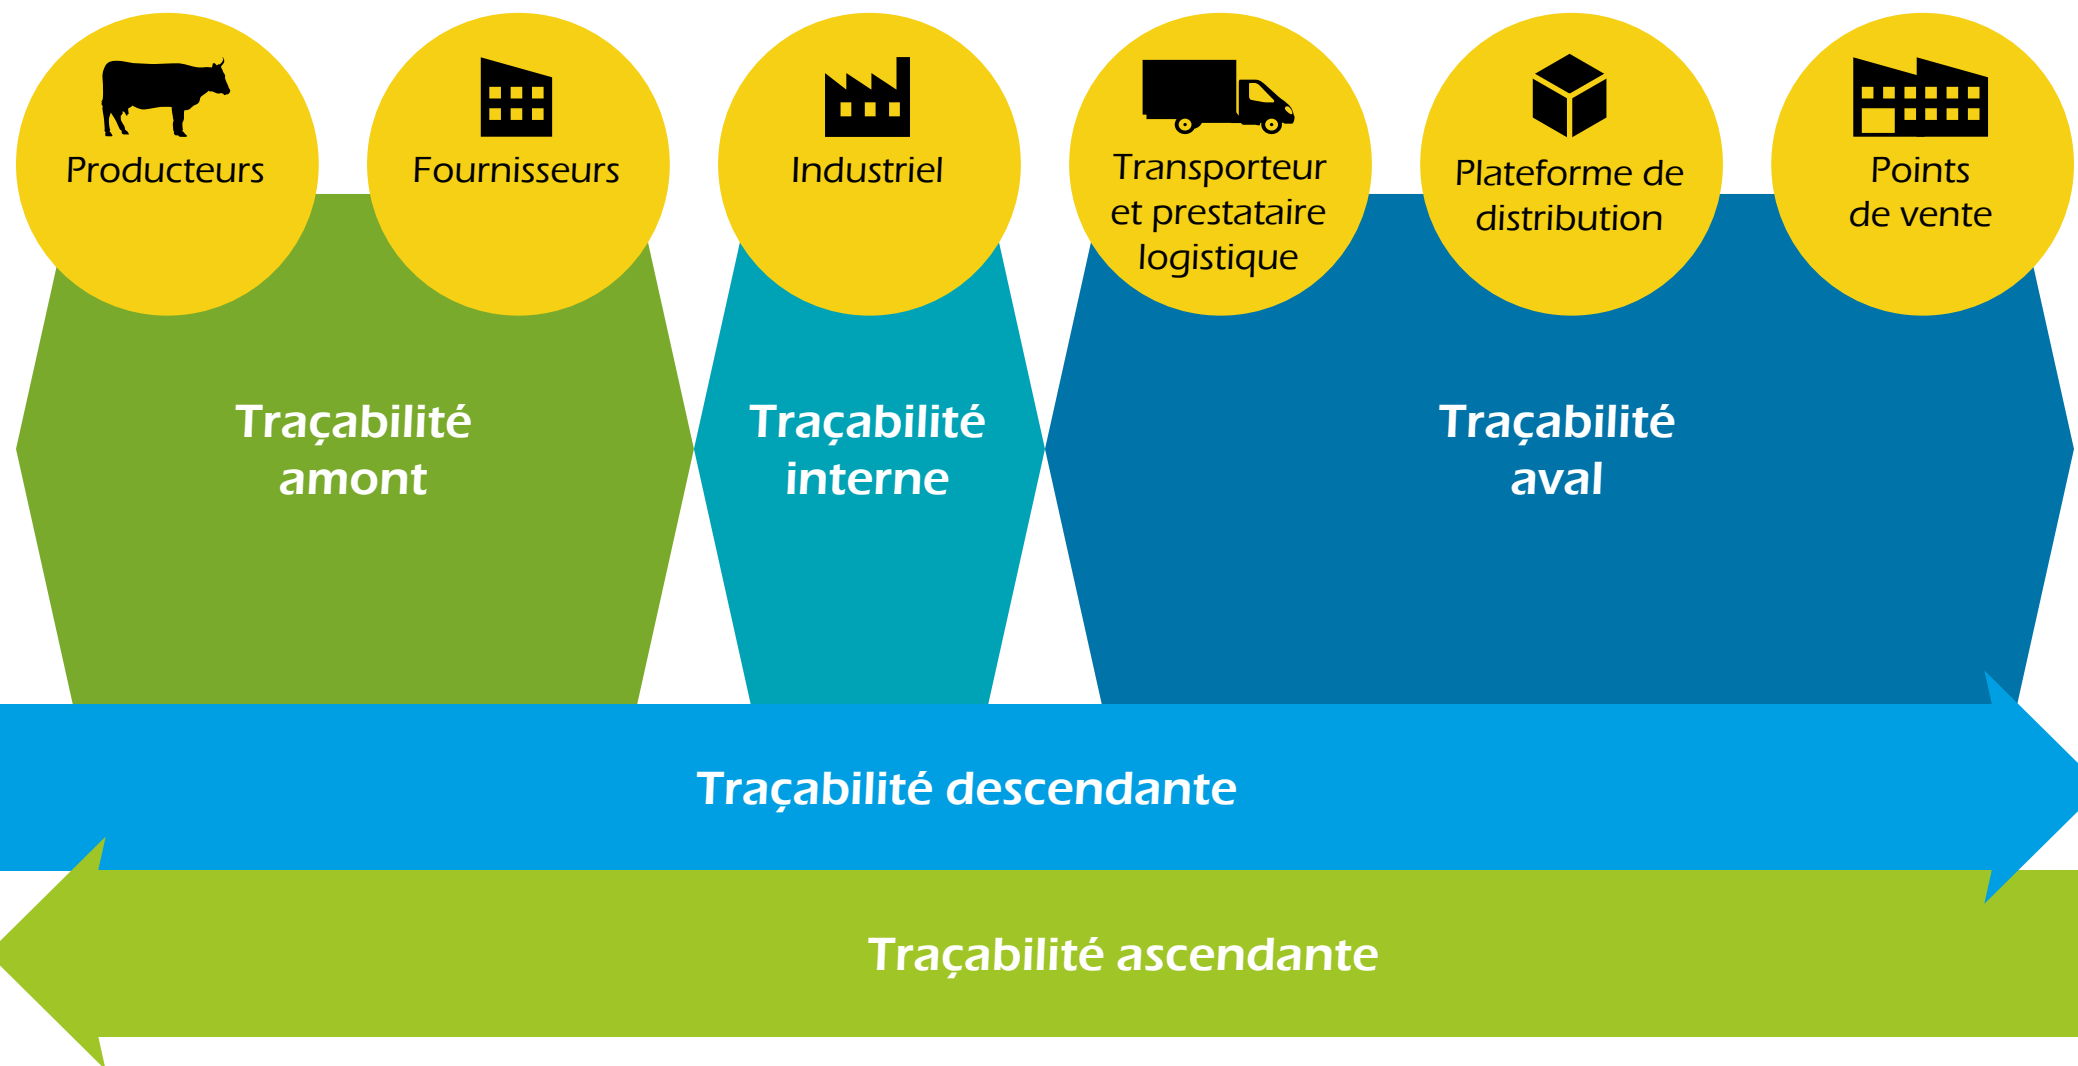 Producteurs
Fournisseurs
Industriel
Transporteur
et prestataire
logistique
Plateforme de
distribution
Points
de vente
Traçabilité
amont
Traçabilité
interne
Traçabilité
aval
Traçabilité descendante
Traçabilité ascendante